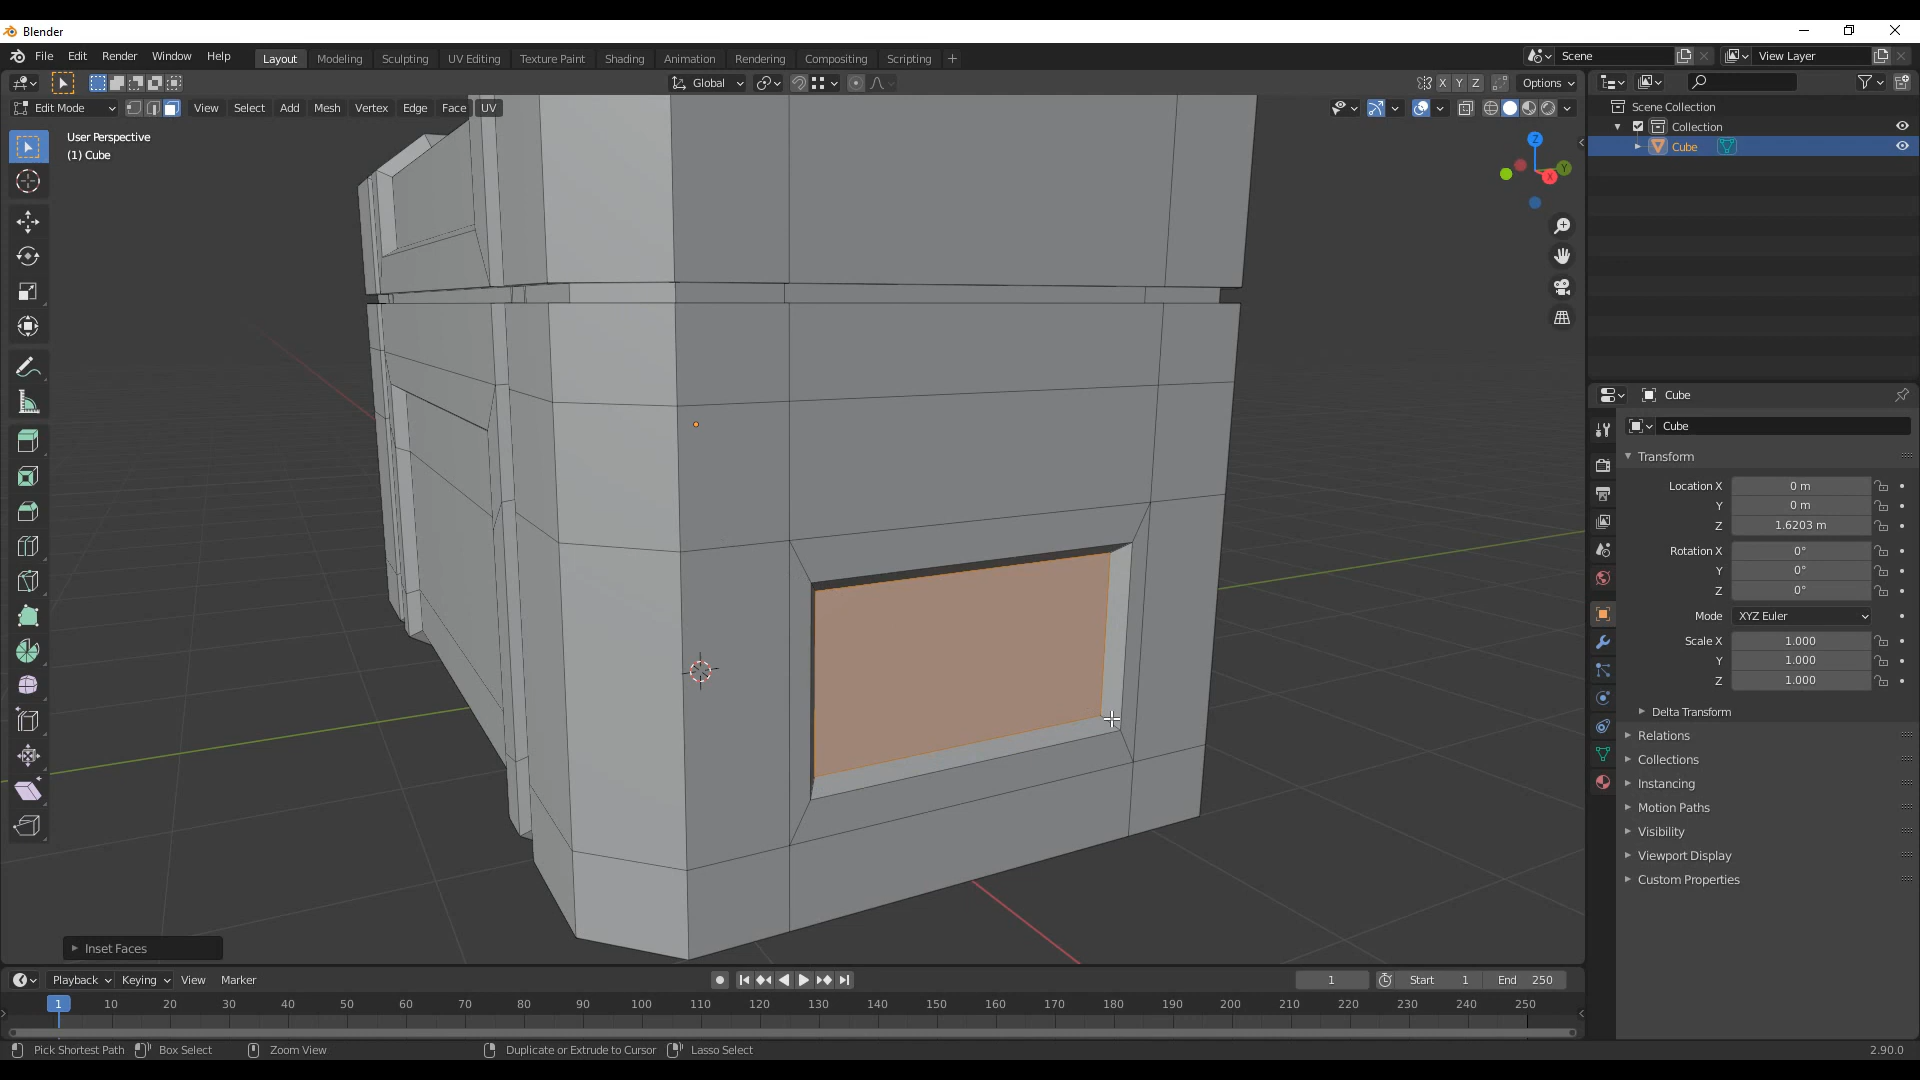 Blender
File Edit Render Window Help Layout Modeling Sculpting UV Editing Texture Paint Shading Animation Rendering Compositing Scripting + Scene View Layer
Global X Y Z Options
Edit Mode View Select Add Mesh Vertex Edge Face UV
User Perspective
(1) Cube
Z
Y
X
Scene Collection
Collection
Cube
Cube
Cube
Transform
Location X 0 m
Y 0 m
Z 1.6203 m
Rotation X 0°
Y 0°
Z 0°
Mode XYZ Euler
Scale X 1.000
Y 1.000
Z 1.000
Delta Transform
Relations
Collections
Instancing
Motion Paths
Visibility
Viewport Display
Custom Properties
Inset Faces
Playback Keying View Marker 1 Start 1 End 250
1 10 20 30 40 50 60 70 80 90 100 110 120 130 140 150 160 170 180 190 200 210 220 230 240 250
Pick Shortest Path Box Select Zoom View Duplicate or Extrude to Cursor Lasso Select 2.90.0